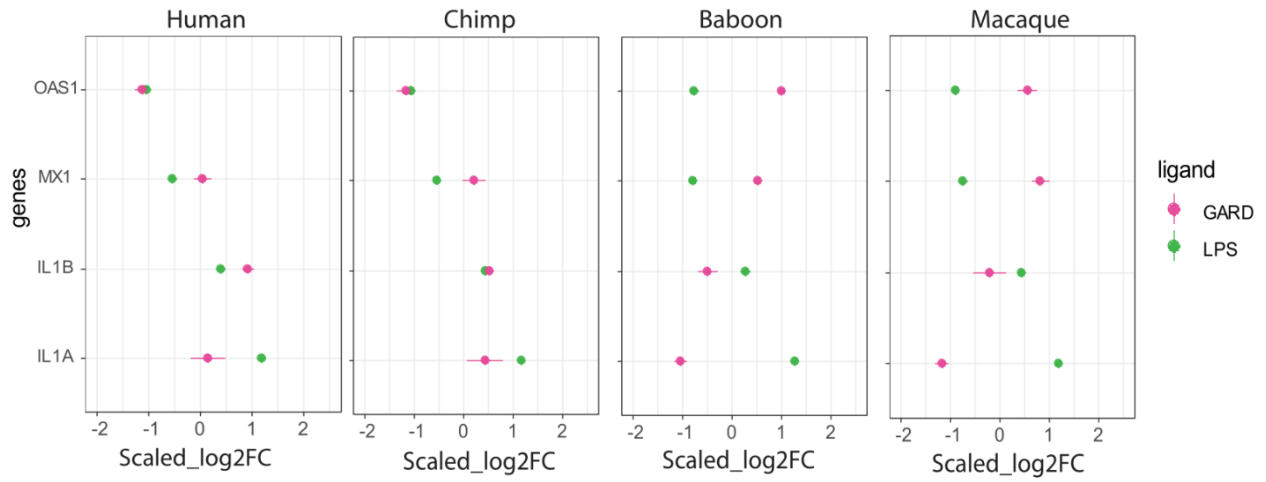 Human
Chimp
Baboon
Macaque
genes
OAS1
MX1
IL1B
IL1A
-2 -1 0 1 2
-2 -1 0 1 2
-2 -1 0 1 2
-2 -1 0 1 2
Scaled_log2FC
Scaled_log2FC
Scaled_log2FC
Scaled_log2FC
ligand
GARD
LPS